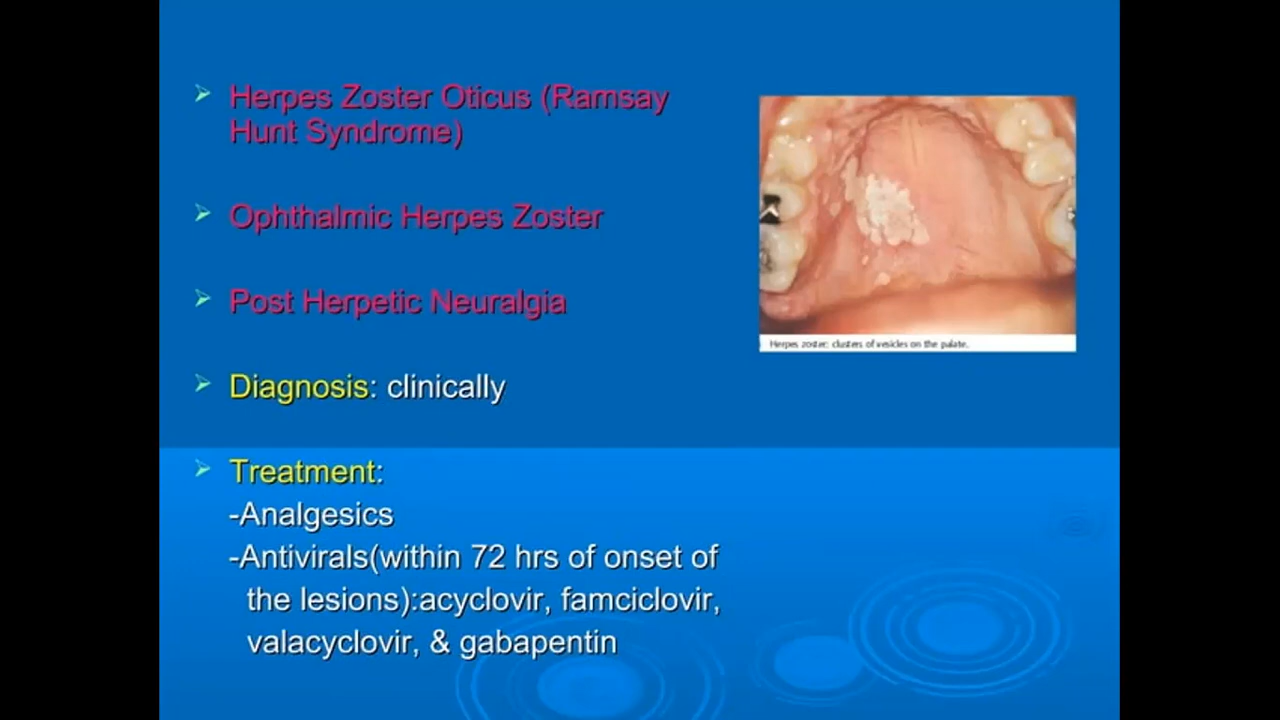 Herpes Zoster Oticus (Ramsay
Hunt Syndrome)
Ophthalmic Herpes Zoster
Post Herpetic Neuralgia
Diagnosis: clinically
Treatment:
-Analgesics
-Antivirals(within 72 hrs of onset of
the lesions):acyclovir, famciclovir,
valacyclovir, & gabapentin
Herpes zoster: clusters of vesicles on the palate.